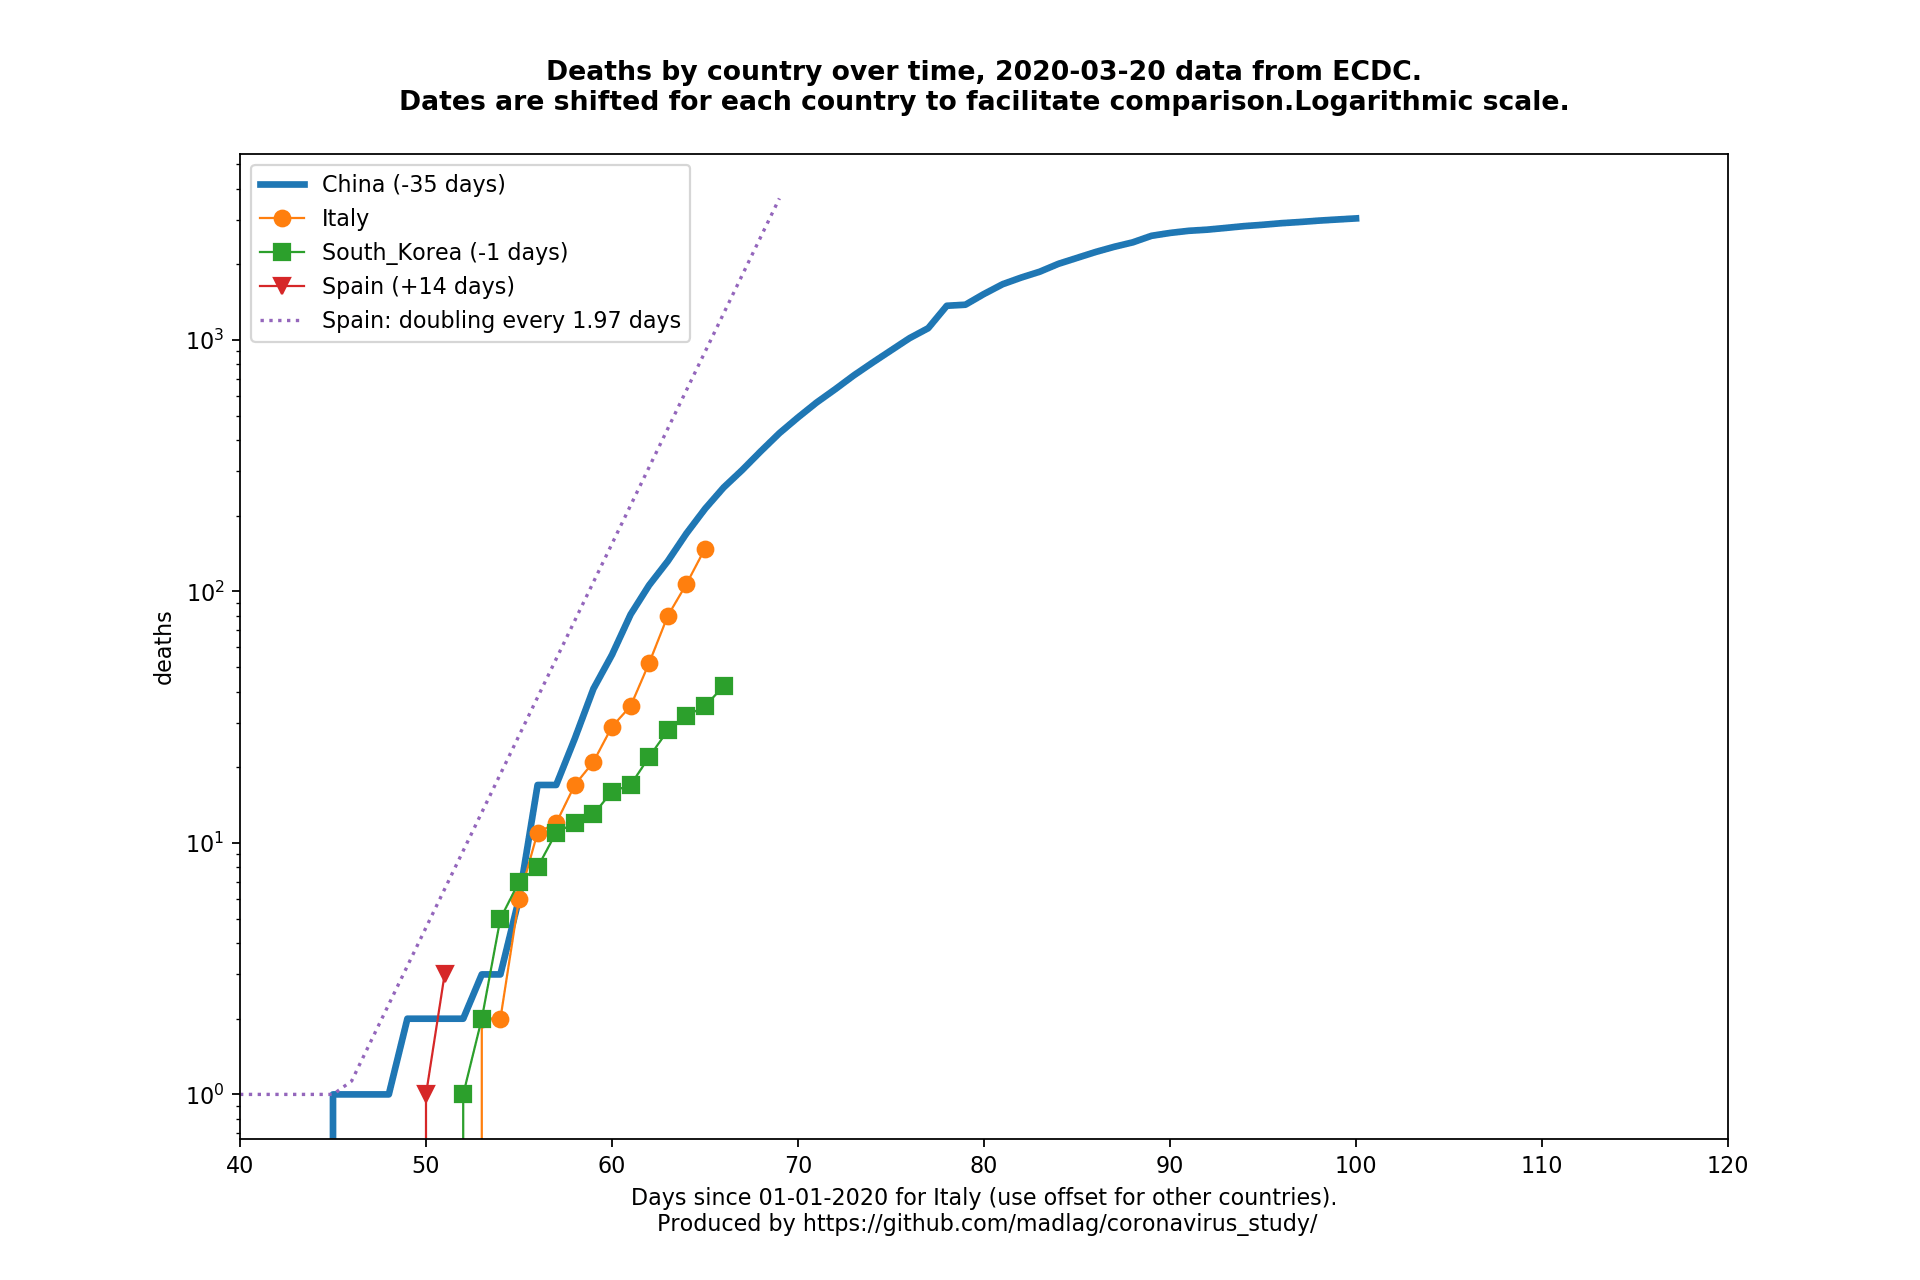 Deaths by country over time, 2020-03-20 data from ECDC.
Dates are shifted for each country to facilitate comparison.Logarithmic scale.
China (-35 days)
Italy
South_Korea (-1 days)
Spain (+14 days)
Spain: doubling every 1.97 days
10³
10²
10¹
10⁰
deaths
40 50 60 70 80 90 100 110 120
Days since 01-01-2020 for Italy (use offset for other countries).
Produced by https://github.com/madlag/coronavirus_study/